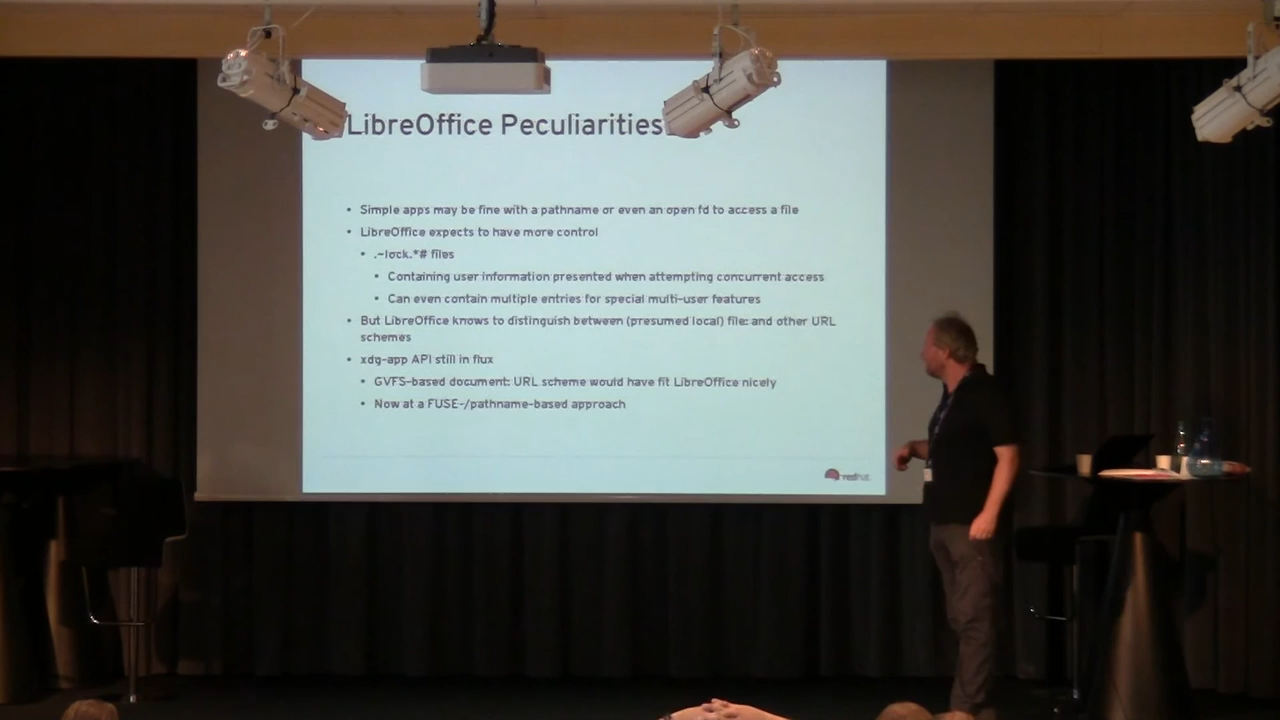 LibreOffice Peculiarities
• Simple apps may be fine with a pathname or even an open fd to access a file
• LibreOffice expects to have more control
• .~lock.*# files
• Containing user information presented when attempting concurrent access
• Can even contain multiple entries for special multi-user features
• But LibreOffice knows to distinguish between (presumed local) file: and other URL
schemes
• xdg-app API still in flux
• GVFS-based document: URL scheme would have fit LibreOffice nicely
• Now at a FUSE-/pathname-based approach
redhat.